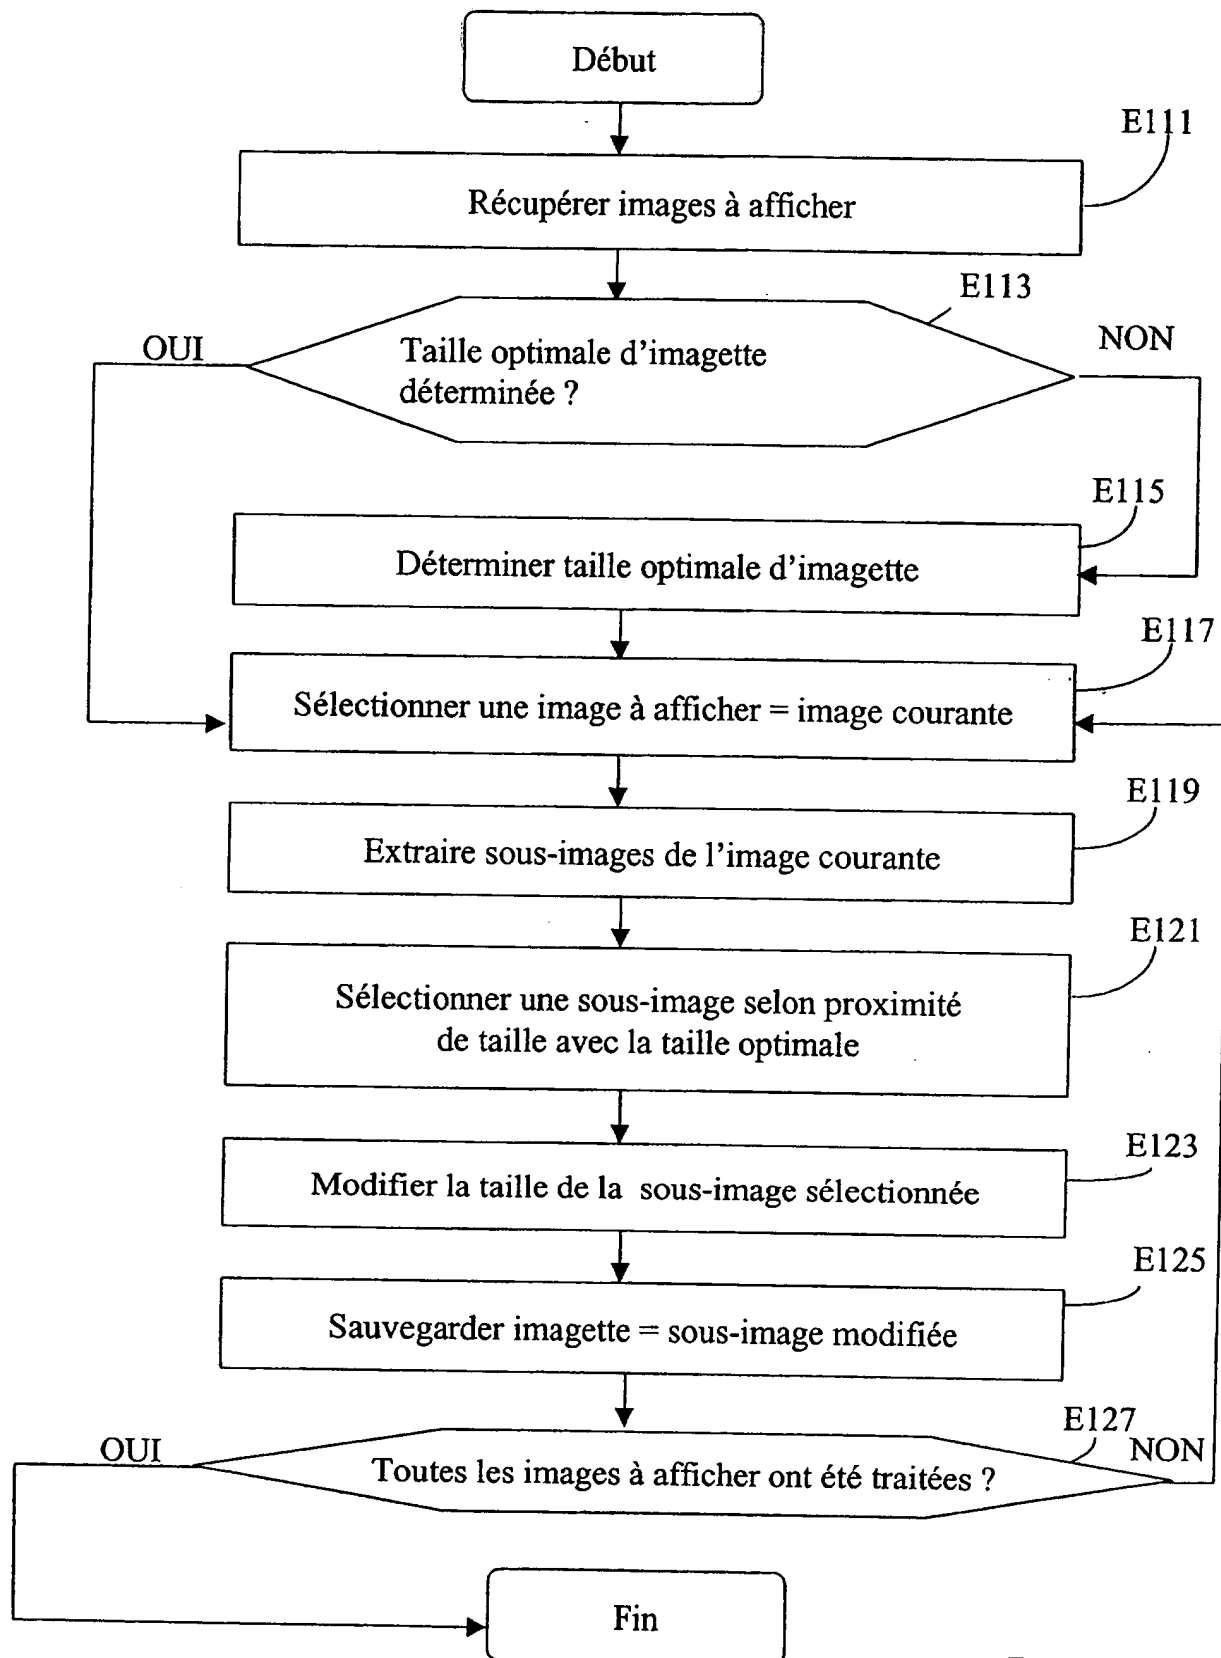 Début
E111
Récupérer images à afficher
E113
OUI
NON
Taille optimale d'imagette
déterminée ?
E115
Déterminer taille optimale d'imagette
E117
Sélectionner une image à afficher = image courante
E119
Extraire sous-images de l'image courante
E121
Sélectionner une sous-image selon proximité
de taille avec la taille optimale
E123
Modifier la taille de la sous-image sélectionnée
E125
Sauvegarder imagette = sous-image modifiée
E127
OUI
NON
Toutes les images à afficher ont été traitées ?
Fin